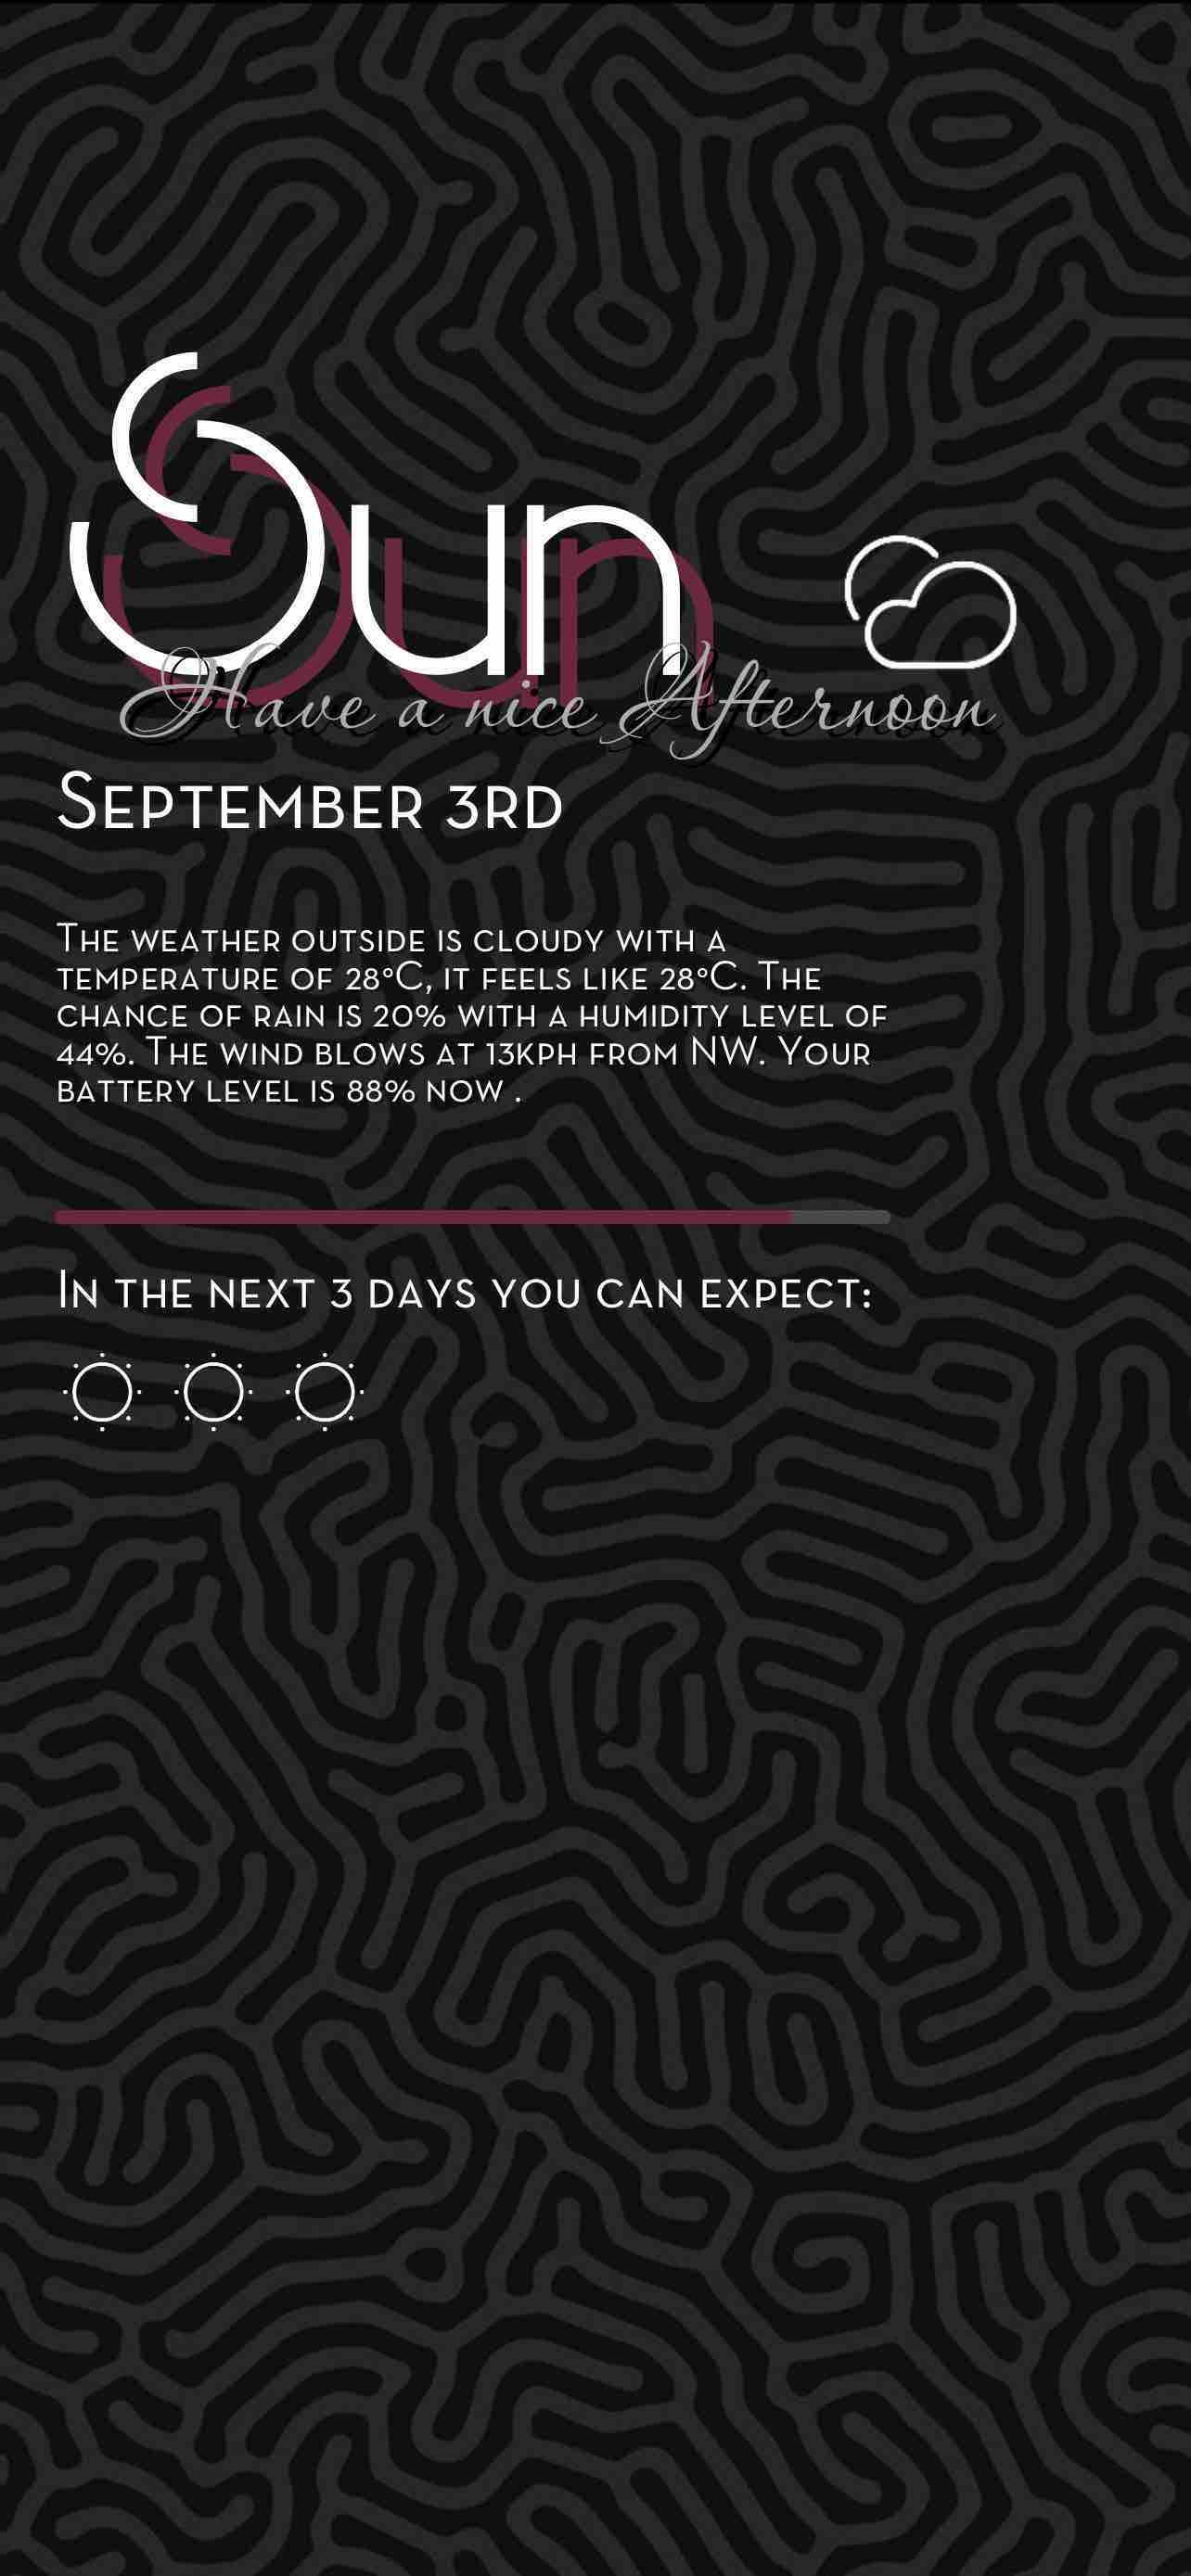 Sun
Have a nice Afternoon
September 3rd
The weather outside is cloudy with a
temperature of 28°C, it feels like 28°C. The
chance of rain is 20% with a humidity level of
44%. The wind blows at 13kph from NW. Your
battery level is 88% now .
In the next 3 days you can expect: